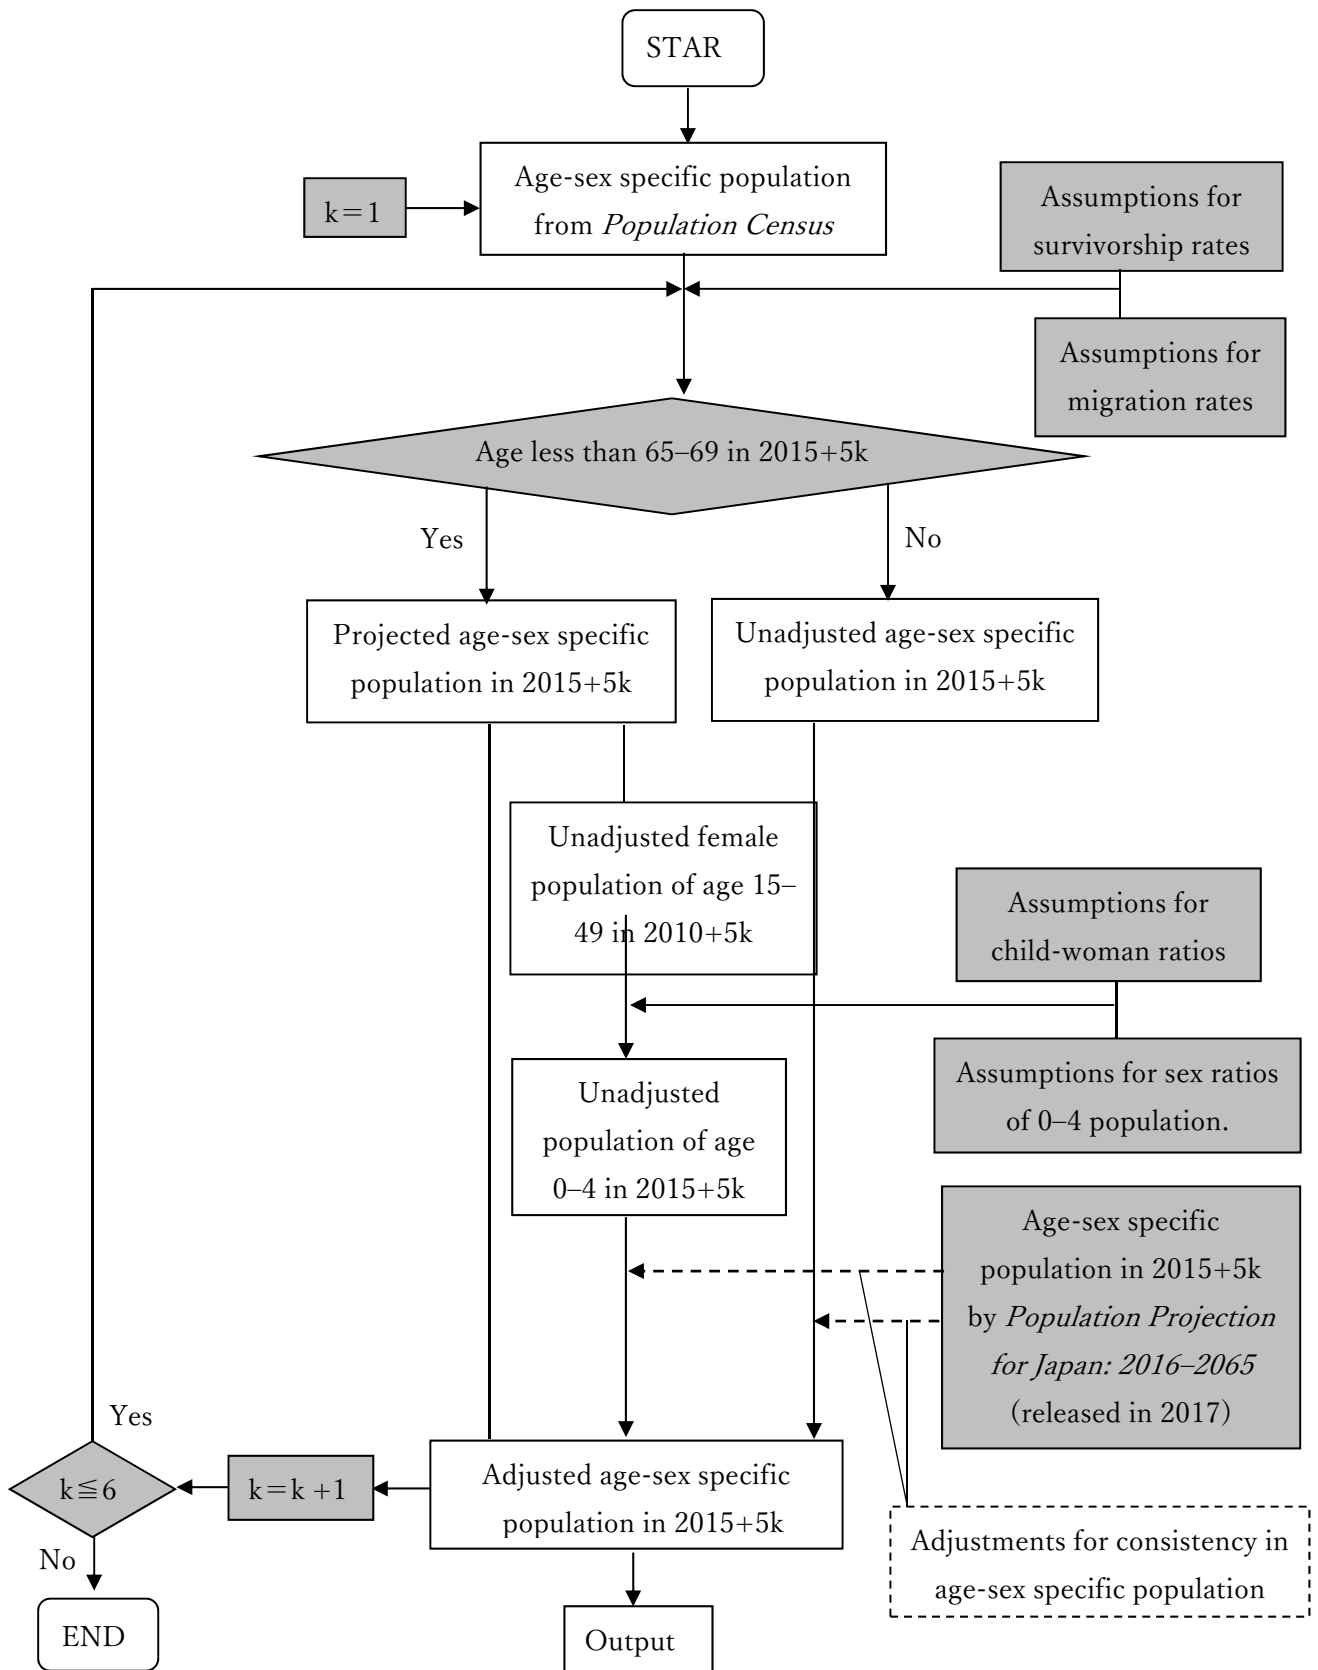 STAR
Age-sex specific population
from Population Census
k＝1
Assumptions for
survivorship rates
Assumptions for
migration rates
Age less than 65–69 in 2015+5k
Yes
No
Projected age-sex specific
population in 2015+5k
Unadjusted age-sex specific
population in 2015+5k
Unadjusted female
population of age 15–
49 in 2010+5k
Assumptions for
child-woman ratios
Assumptions for sex ratios
of 0–4 population.
Unadjusted
population of age
0–4 in 2015+5k
Age-sex specific
population in 2015+5k
by Population Projection
for Japan: 2016–2065
(released in 2017)
Yes
k≦6
k＝k +1
Adjusted age-sex specific
population in 2015+5k
Adjustments for consistency in
age-sex specific population
No
END
Output